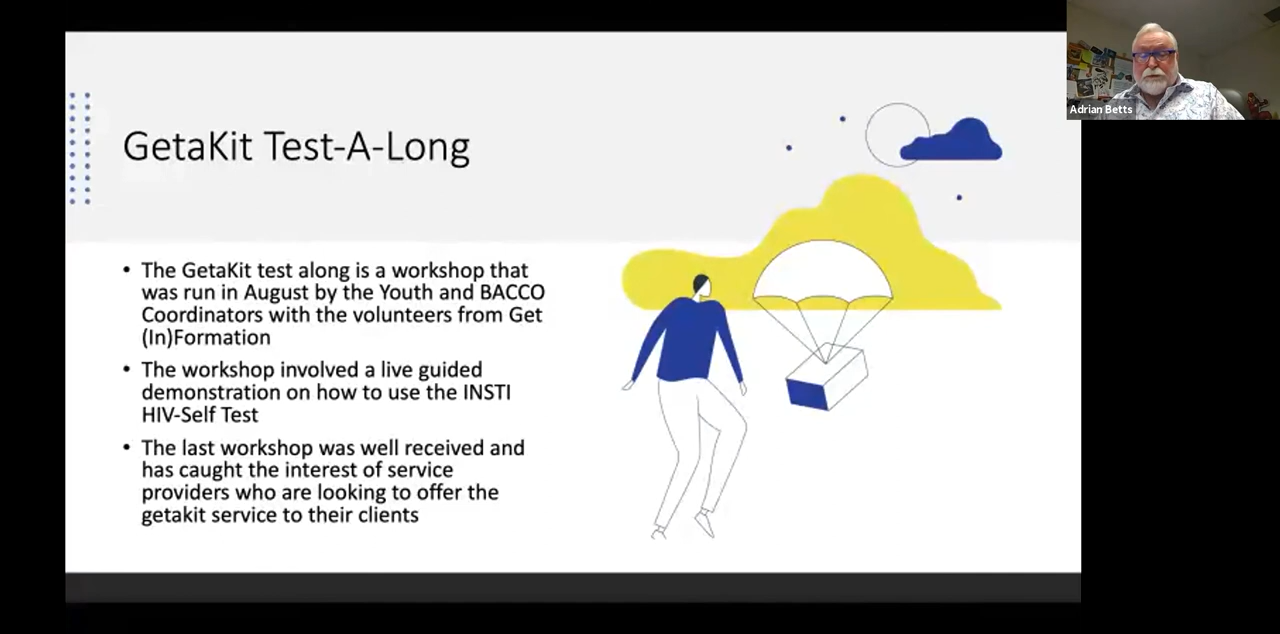 GetaKit Test-A-Long
• The GetaKit test along is a workshop that
was run in August by the Youth and BACCO
Coordinators with the volunteers from Get
(In)Formation
• The workshop involved a live guided
demonstration on how to use the INSTI
HIV-Self Test
• The last workshop was well received and
has caught the interest of service
providers who are looking to offer the
getakit service to their clients
Adrian Betts